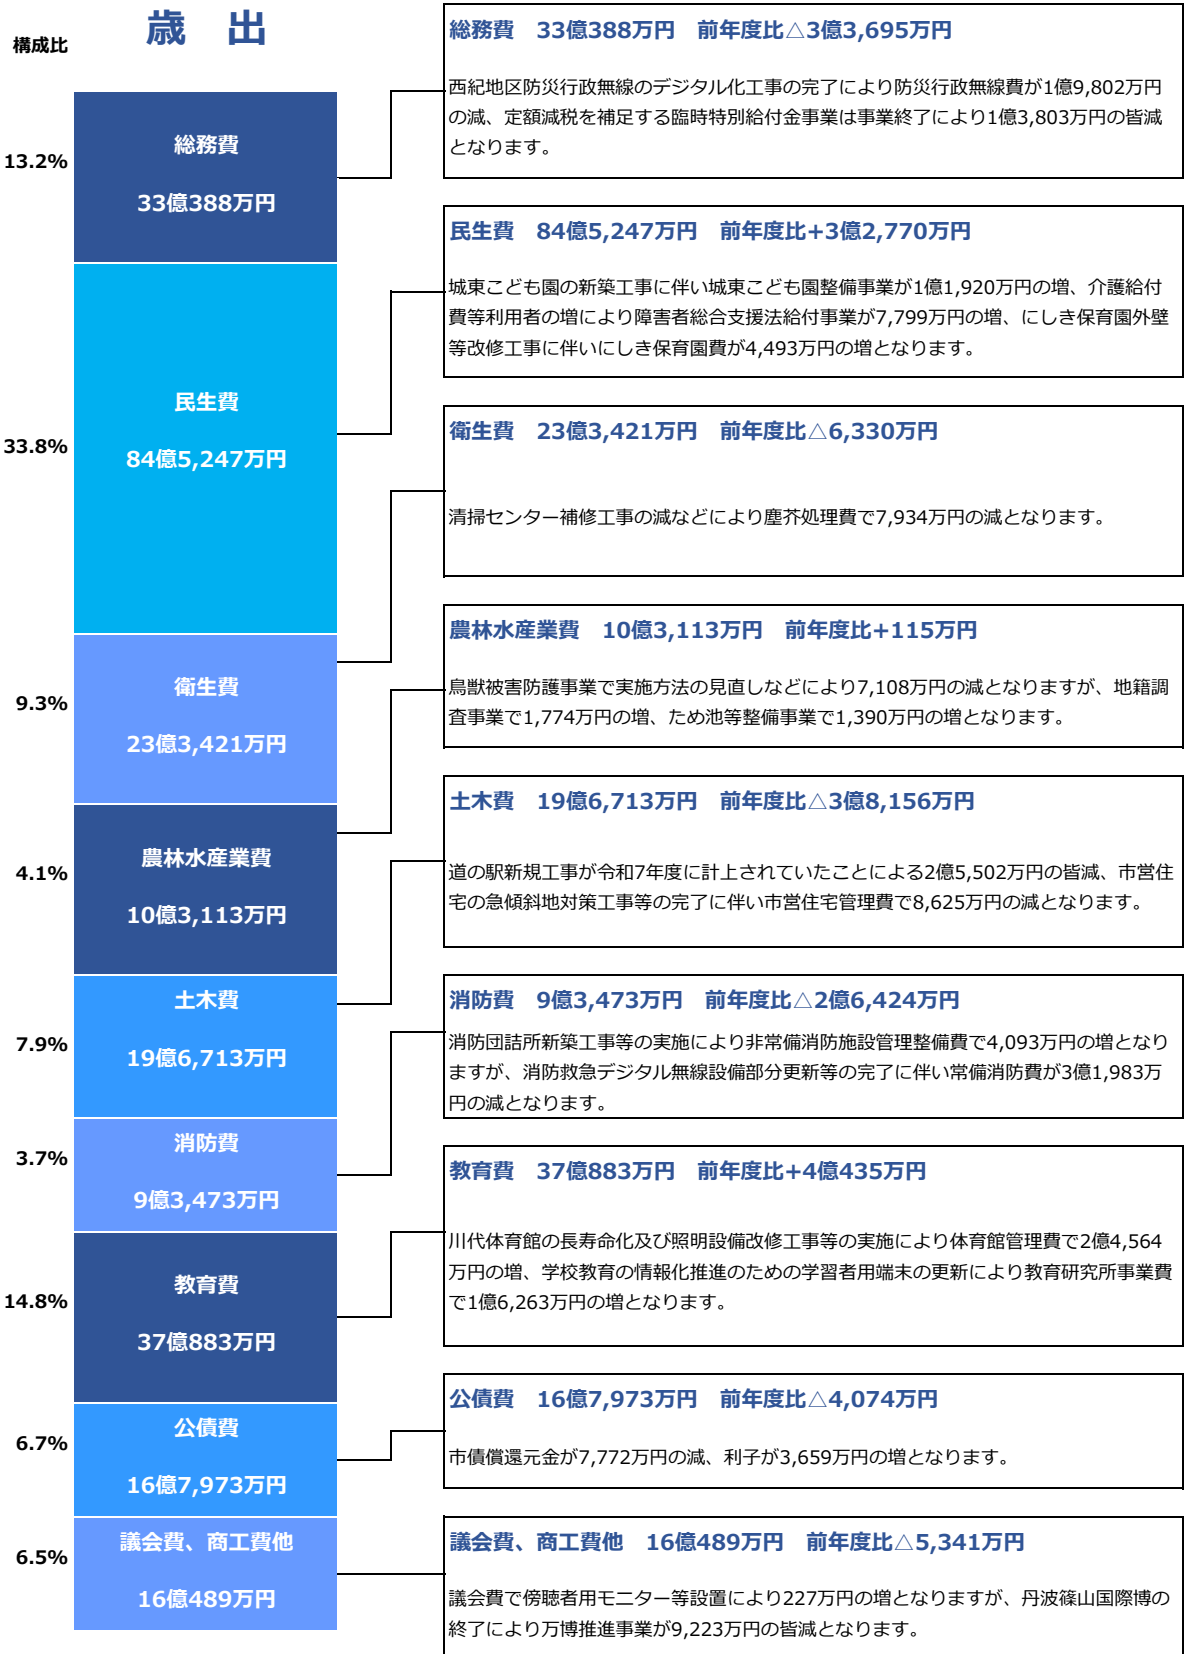 歳　出
構成比
13.2%
総務費
33億388万円
33.8%
民生費
84億5,247万円
9.3%
衛生費
23億3,421万円
4.1%
農林水産業費
10億3,113万円
7.9%
土木費
19億6,713万円
3.7%
消防費
9億3,473万円
14.8%
教育費
37億883万円
6.7%
公債費
16億7,973万円
6.5%
議会費、商工費他
16億489万円
総務費　33億388万円　前年度比△3億3,695万円
西紀地区防災行政無線のデジタル化工事の完了により防災行政無線費が1億9,802万円
の減、定額減税を補足する臨時特別給付金事業は事業終了により1億3,803万円の皆減
となります。
民生費　84億5,247万円　前年度比+3億2,770万円
城東こども園の新築工事に伴い城東こども園整備事業が1億1,920万円の増、介護給付
費等利用者の増により障害者総合支援法給付事業が7,799万円の増、にしき保育園外壁
等改修工事に伴いにしき保育園費が4,493万円の増となります。
衛生費　23億3,421万円　前年度比△6,330万円
清掃センター補修工事の減などにより塵芥処理費で7,934万円の減となります。
農林水産業費　10億3,113万円　前年度比+115万円
鳥獣被害防護事業で実施方法の見直しなどにより7,108万円の減となりますが、地籍調
査事業で1,774万円の増、ため池等整備事業で1,390万円の増となります。
土木費　19億6,713万円　前年度比△3億8,156万円
道の駅新規工事が令和7年度に計上されていたことによる2億5,502万円の皆減、市営住
宅の急傾斜地対策工事等の完了に伴い市営住宅管理費で8,625万円の減となります。
消防費　9億3,473万円　前年度比△2億6,424万円
消防団詰所新築工事等の実施により非常備消防施設管理整備費で4,093万円の増となり
ますが、消防救急デジタル無線設備部分更新等の完了に伴い常備消防費が3億1,983万
円の減となります。
教育費　37億883万円　前年度比+4億435万円
川代体育館の長寿命化及び照明設備改修工事等の実施により体育館管理費で2億4,564
万円の増、学校教育の情報化推進のための学習者用端末の更新により教育研究所事業費
で1億6,263万円の増となります。
公債費　16億7,973万円　前年度比△4,074万円
市債償還元金が7,772万円の減、利子が3,659万円の増となります。
議会費、商工費他　16億489万円　前年度比△5,341万円
議会費で傍聴者用モニター等設置により227万円の増となりますが、丹波篠山国際博の
終了により万博推進事業が9,223万円の皆減となります。